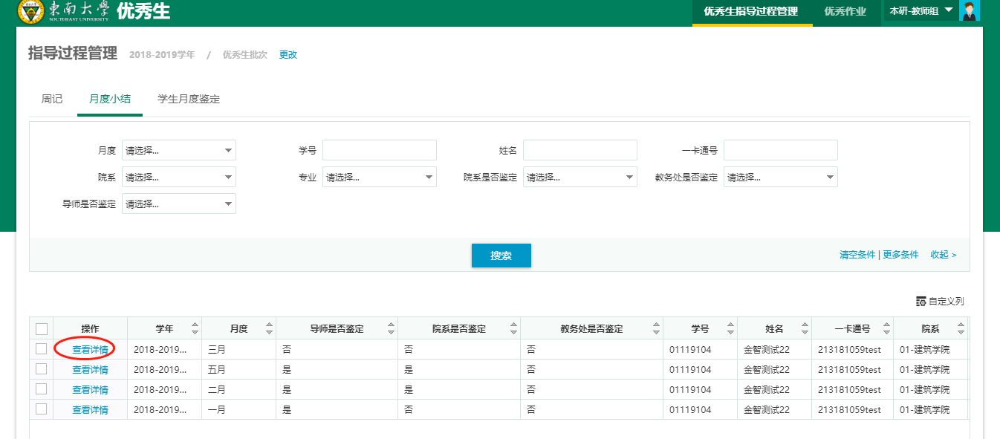 東南大學 优秀生 优秀生指导过程管理 优秀作业 本研-教师组
SOUTHEAST UNIVERSITY
指导过程管理 2018-2019学年 / 优秀生批次 更改
周记 月度小结 学生月度鉴定
月度 请选择... 学号 姓名 一卡通号
院系 请选择... 专业 请选择... 院系是否鉴定 请选择... 教务处是否鉴定 请选择...
导师是否鉴定 请选择...
搜索 清空条件 | 更多条件 收起 >
自定义列
操作 学年 月度 导师是否鉴定 院系是否鉴定 教务处是否鉴定 学号 姓名 一卡通号 院系
查看详情 2018-2019... 三月 否 否 否 01119104 金智测试22 213181059test 01-建筑学院
查看详情 2018-2019... 五月 是 是 否 01119104 金智测试22 213181059test 01-建筑学院
查看详情 2018-2019... 二月 是 是 否 01119104 金智测试22 213181059test 01-建筑学院
查看详情 2018-2019... 一月 是 否 否 01119104 金智测试22 213181059test 01-建筑学院